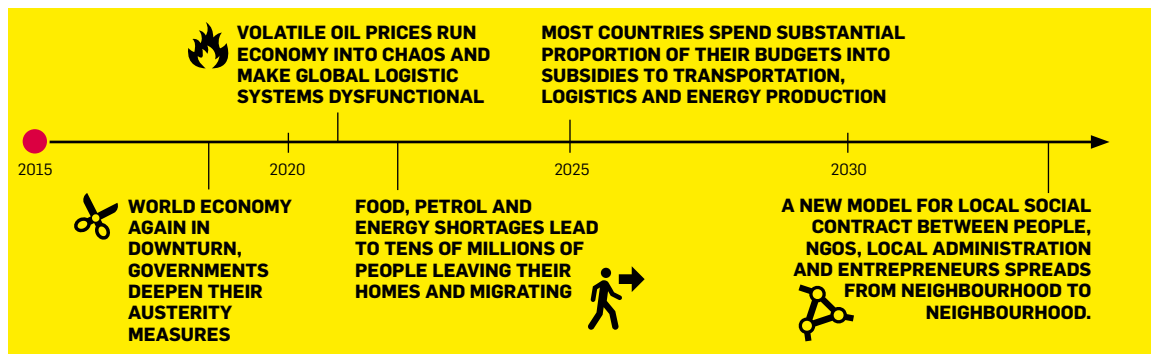 VOLATILE OIL PRICES RUN
ECONOMY INTO CHAOS AND
MAKE GLOBAL LOGISTIC
SYSTEMS DYSFUNCTIONAL
MOST COUNTRIES SPEND SUBSTANTIAL
PROPORTION OF THEIR BUDGETS INTO
SUBSIDIES TO TRANSPORTATION,
LOGISTICS AND ENERGY PRODUCTION
2015
2020
2025
2030
WORLD ECONOMY
AGAIN IN
DOWNTURN,
GOVERNMENTS
DEEPEN THEIR
AUSTERITY
MEASURES
FOOD, PETROL AND
ENERGY SHORTAGES LEAD
TO TENS OF MILLIONS OF
PEOPLE LEAVING THEIR
HOMES AND MIGRATING
A NEW MODEL FOR LOCAL SOCIAL
CONTRACT BETWEEN PEOPLE,
NGOS, LOCAL ADMINISTRATION
AND ENTREPRENEURS SPREADS
FROM NEIGHBOURHOOD TO
NEIGHBOURHOOD.